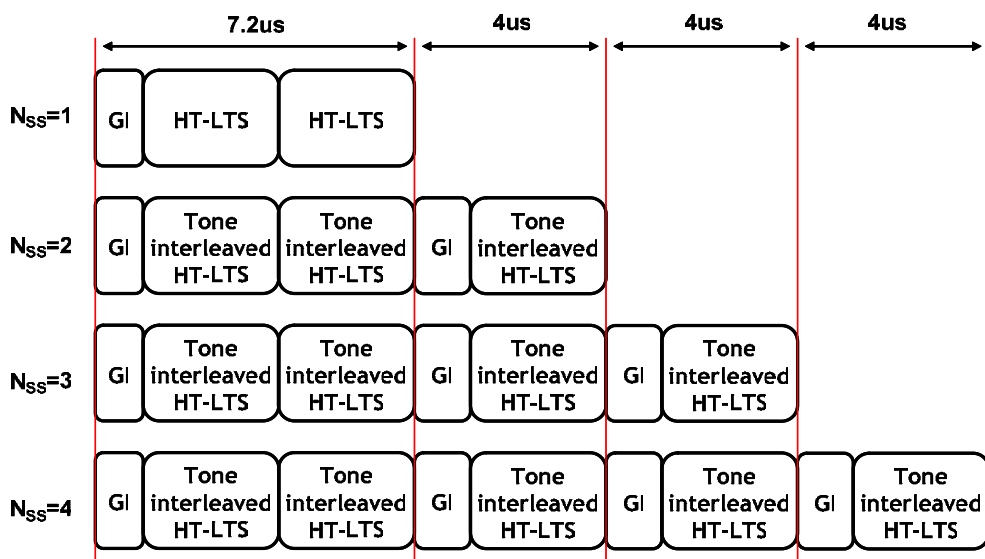 7.2us 4us 4us 4us
NSS=1 GI HT-LTS HT-LTS
NSS=2 GI Tone interleaved HT-LTS Tone interleaved HT-LTS GI Tone interleaved HT-LTS
NSS=3 GI Tone interleaved HT-LTS Tone interleaved HT-LTS GI Tone interleaved HT-LTS GI Tone interleaved HT-LTS
NSS=4 GI Tone interleaved HT-LTS Tone interleaved HT-LTS GI Tone interleaved HT-LTS GI Tone interleaved HT-LTS GI Tone interleaved HT-LTS